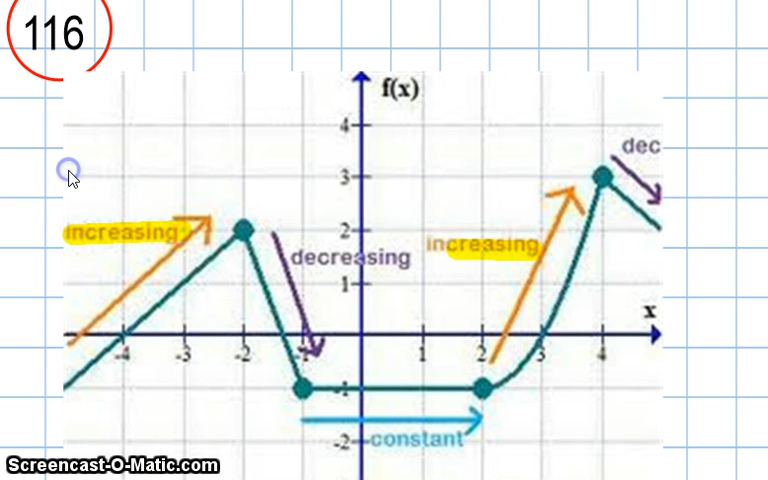 116
f(x)
4
dec
3
increasing
2
increasing
decreasing
1
x
-4 -3 -2 -1 1 2 3 4
-1
-2
constant
Screencast-O-Matic.com